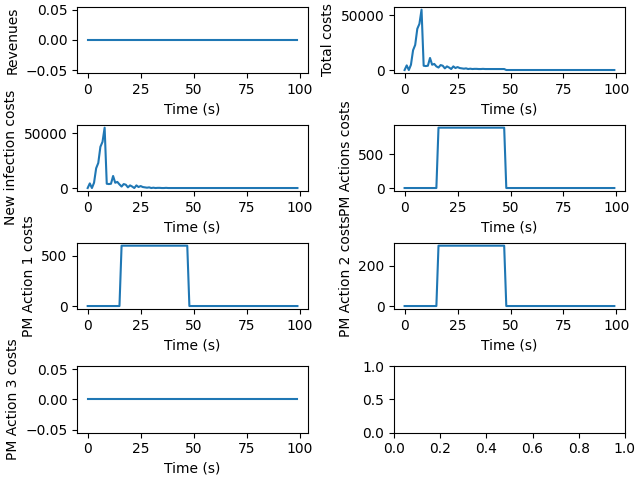 Revenues
0.05
0.00
−0.05
0 25 50 75 100
Time (s)
Total costs
50000
0
0 25 50 75 100
Time (s)
New infection costs
50000
0
0 25 50 75 100
Time (s)
PM Actions costs
500
0
0 25 50 75 100
Time (s)
PM Action 1 costs
500
0
0 25 50 75 100
Time (s)
PM Action 2 costs
200
0
0 25 50 75 100
Time (s)
PM Action 3 costs
0.05
0.00
−0.05
0 25 50 75 100
Time (s)
1.0
0.5
0.0
0.0 0.2 0.4 0.6 0.8 1.0